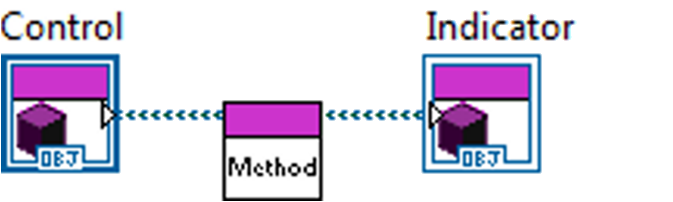 Control
Indicator
OBJ
Method
OBJ